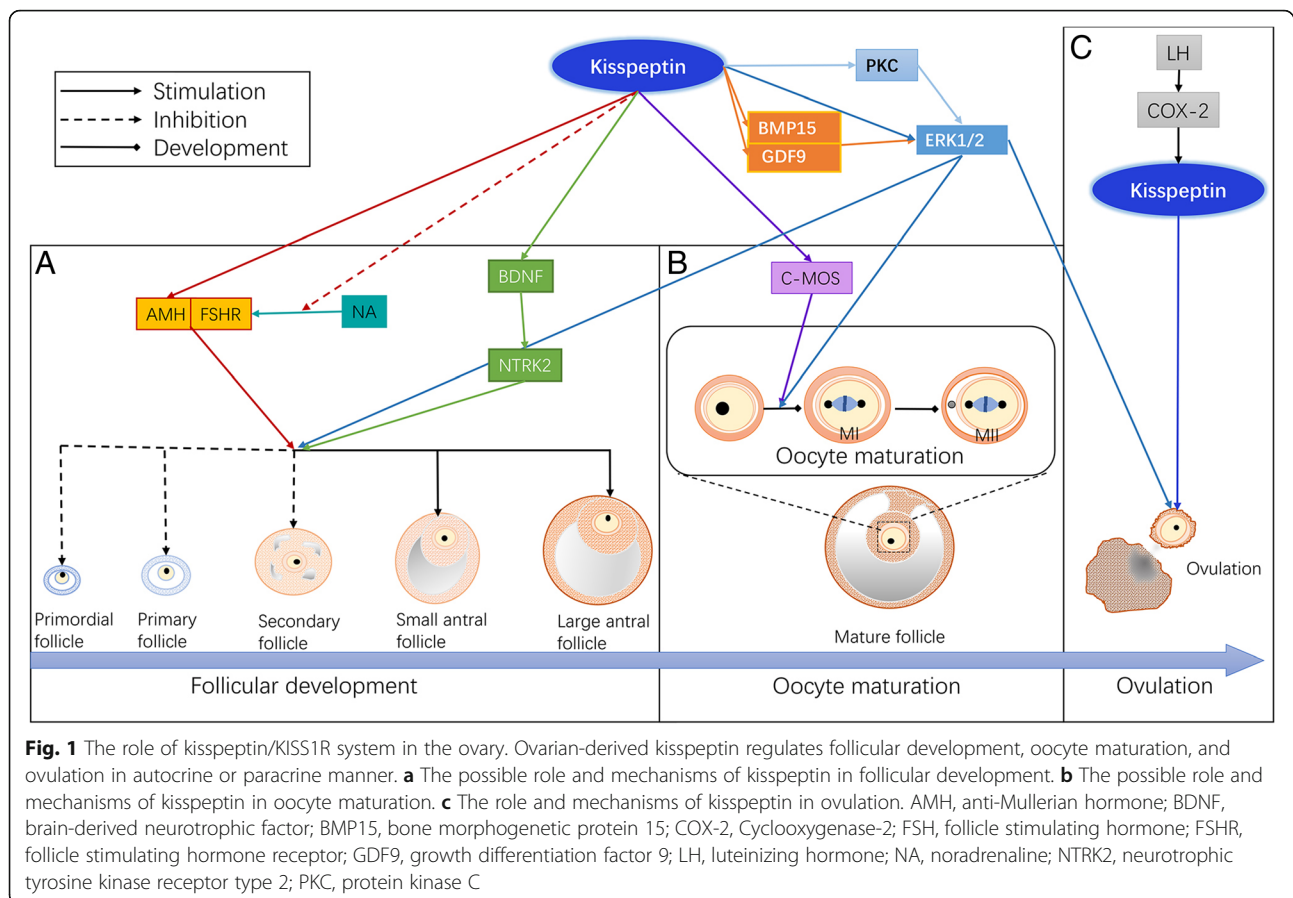 C
Kisspeptin
PKC
LH
Stimulation
Inhibition
Development
COX-2
BMP15
GDF9
ERK1/2
Kisspeptin
A
B
BDNF
C-MOS
AMH
FSHR
NA
NTRK2
MI
MII
Oocyte maturation
Ovulation
Primordial
follicle
Primary
follicle
Secondary
follicle
Small antral
follicle
Large antral
follicle
Mature follicle
Follicular development
Oocyte maturation
Ovulation
Fig. 1 The role of kisspeptin/KISS1R system in the ovary. Ovarian-derived kisspeptin regulates follicular development, oocyte maturation, and
ovulation in autocrine or paracrine manner. a The possible role and mechanisms of kisspeptin in follicular development. b The possible role and
mechanisms of kisspeptin in oocyte maturation. c The role and mechanisms of kisspeptin in ovulation. AMH, anti-Mullerian hormone; BDNF,
brain-derived neurotrophic factor; BMP15, bone morphogenetic protein 15; COX-2, Cyclooxygenase-2; FSH, follicle stimulating hormone; FSHR,
follicle stimulating hormone receptor; GDF9, growth differentiation factor 9; LH, luteinizing hormone; NA, noradrenaline; NTRK2, neurotrophic
tyrosine kinase receptor type 2; PKC, protein kinase C